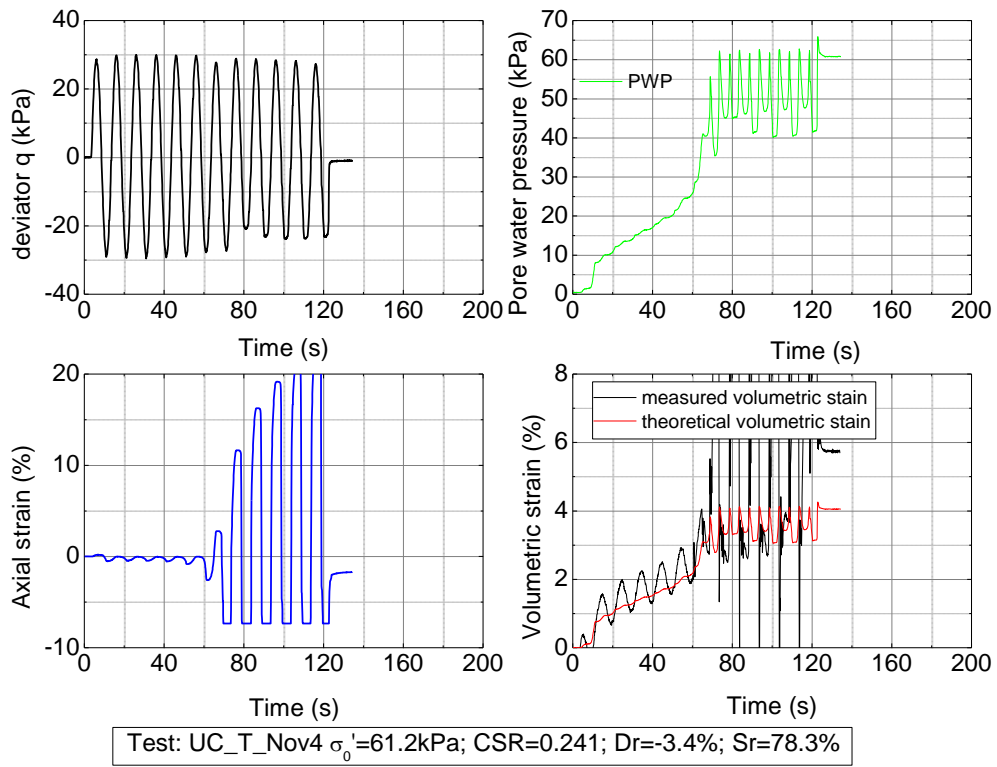 40
20
0
-20
-40
0 40 80 120 160 200
deviator q (kPa)
Time (s)
70
60
50
40
30
20
10
0
0 40 80 120 160 200
Pore water pressure (kPa)
PWP
Time (s)
20
10
0
-10
0 40 80 120 160 200
Axial strain (%)
Time (s)
8
6
4
2
0
0 40 80 120 160 200
Volumetric strain (%)
measured volumetric stain
theoretical volumetric stain
Time (s)
Test: UC_T_Nov4 σ0'=61.2kPa; CSR=0.241; Dr=-3.4%; Sr=78.3%